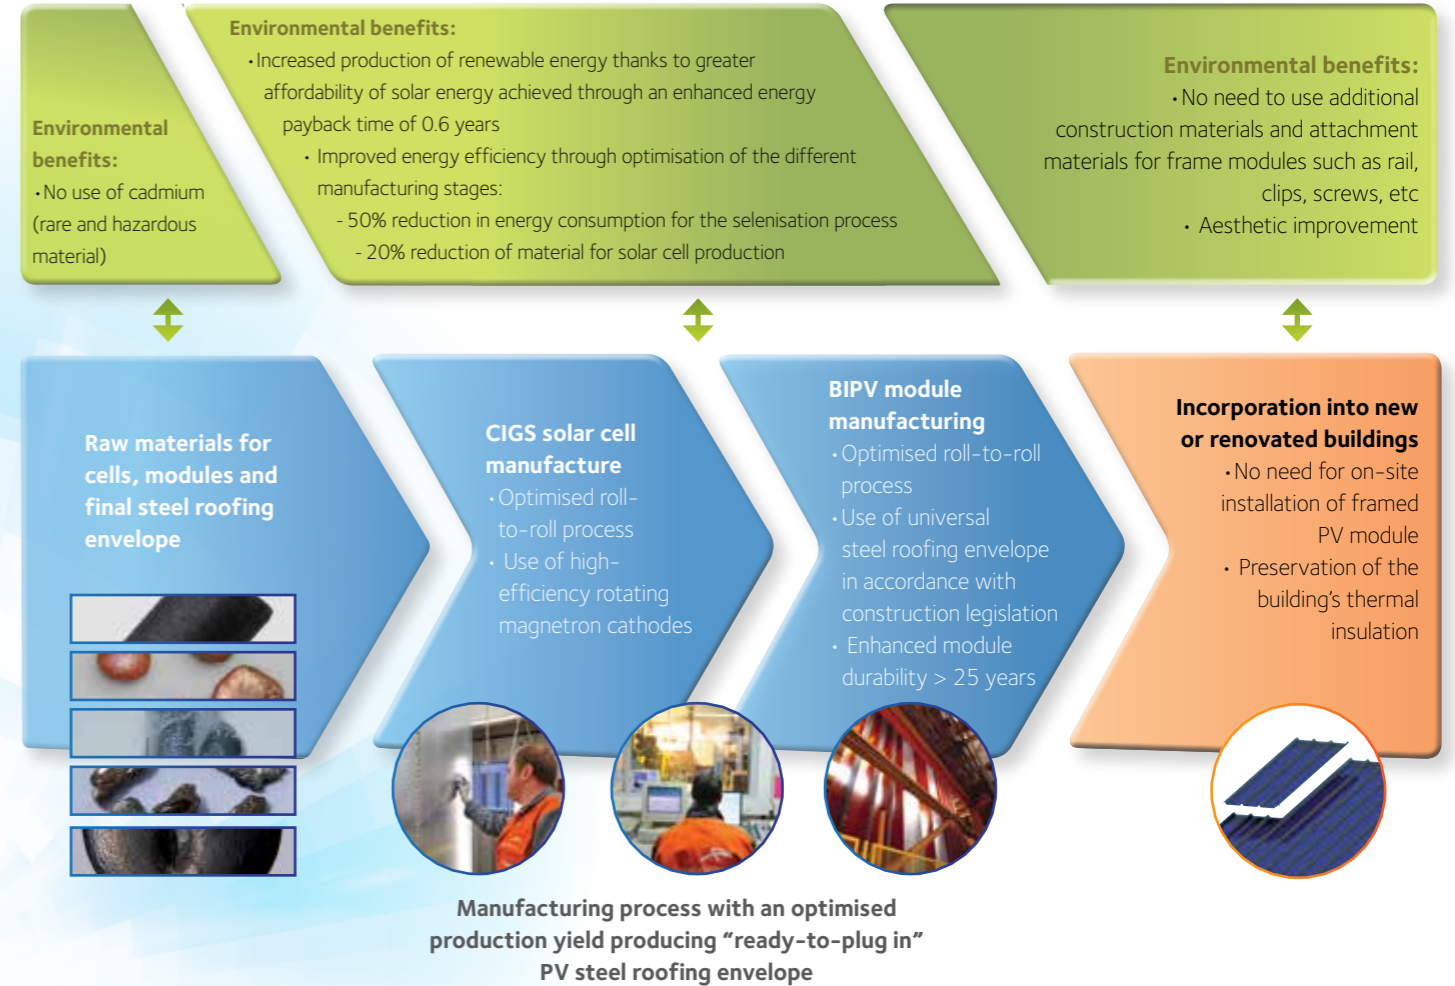 Environmental
benefits:
• No use of cadmium
(rare and hazardous
material)
Environmental benefits:
• Increased production of renewable energy thanks to greater
affordability of solar energy achieved through an enhanced energy
payback time of 0.6 years
• Improved energy efficiency through optimisation of the different
manufacturing stages:
- 50% reduction in energy consumption for the selenisation process
- 20% reduction of material for solar cell production
Environmental benefits:
• No need to use additional
construction materials and attachment
materials for frame modules such as rail,
clips, screws, etc
• Aesthetic improvement
Raw materials for
cells, modules and
final steel roofing
envelope
CIGS solar cell
manufacture
• Optimised roll-
to-roll process
• Use of high-
efficiency rotating
magnetron cathodes
BIPV module
manufacturing
• Optimised roll-to-roll
process
• Use of universal
steel roofing envelope
in accordance with
construction legislation
• Enhanced module
durability > 25 years
Incorporation into new
or renovated buildings
• No need for on-site
installation of framed
PV module
• Preservation of the
building's thermal
insulation
Manufacturing process with an optimised
production yield producing "ready-to-plug in"
PV steel roofing envelope